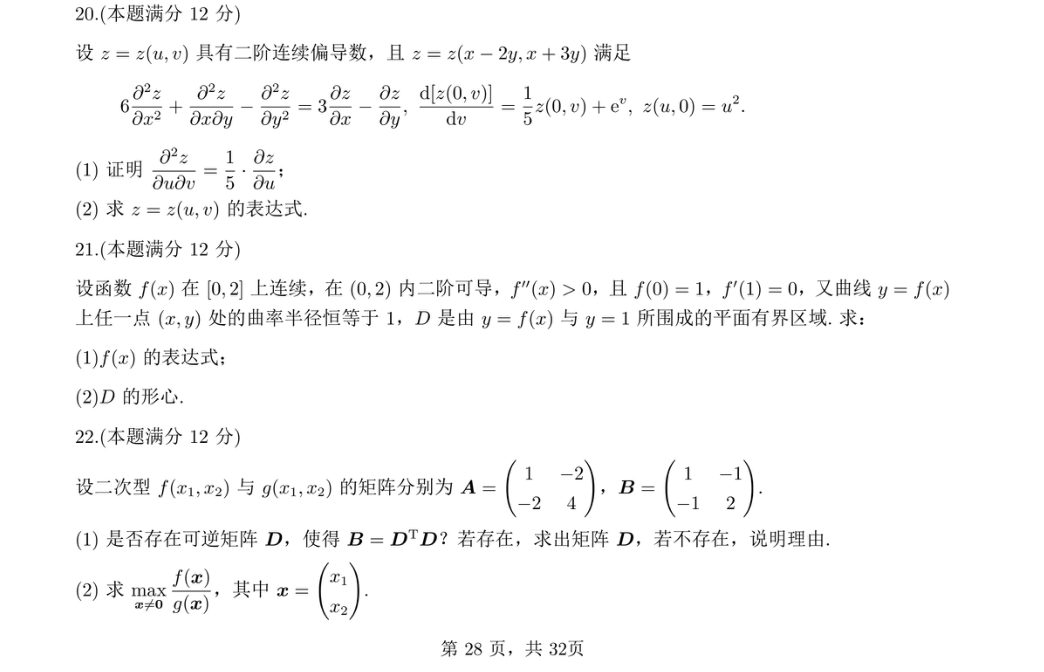 20.(本题满分 12 分)
设 z = z(u, v) 具有二阶连续偏导数，且 z = z(x − 2y, x + 3y) 满足
6∂²z/∂x² + ∂²z/∂x∂y − ∂²z/∂y² = 3∂z/∂x − ∂z/∂y, d[z(0, v)]/dv = 1/5 z(0, v) + eᵛ, z(u, 0) = u².
(1) 证明 ∂²z/∂u∂v = 1/5 · ∂z/∂u；
(2) 求 z = z(u, v) 的表达式.
21.(本题满分 12 分)
设函数 f(x) 在 [0, 2] 上连续，在 (0, 2) 内二阶可导，f″(x) > 0，且 f(0) = 1，f′(1) = 0，又曲线 y = f(x)
上任一点 (x, y) 处的曲率半径恒等于 1，D 是由 y = f(x) 与 y = 1 所围成的平面有界区域. 求：
(1)f(x) 的表达式；
(2)D 的形心.
22.(本题满分 12 分)
设二次型 f(x₁, x₂) 与 g(x₁, x₂) 的矩阵分别为 A = (1 −2; −2 4)，B = (1 −1; −1 2).
(1) 是否存在可逆矩阵 D，使得 B = DᵀD？若存在，求出矩阵 D，若不存在，说明理由.
(2) 求 max x≠0 f(x)/g(x)，其中 x = (x₁; x₂).
第 28 页，共 32页